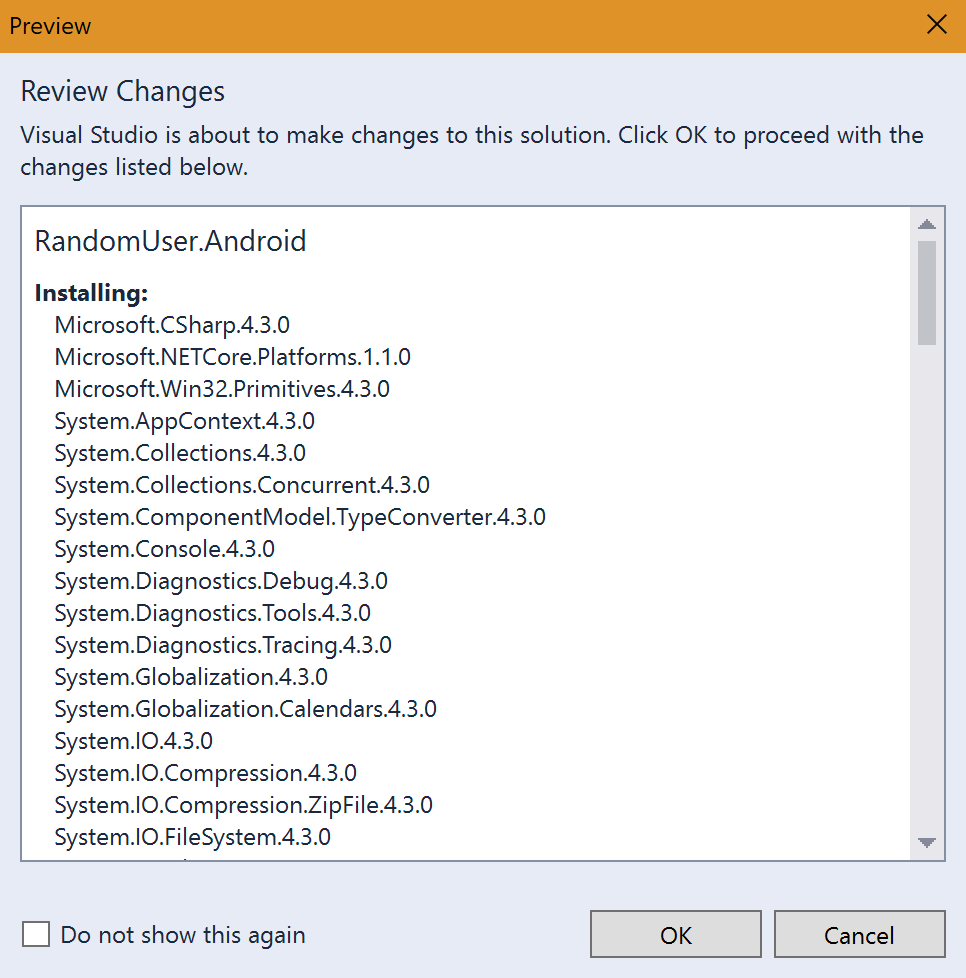 Preview
Review Changes
Visual Studio is about to make changes to this solution. Click OK to proceed with the
changes listed below.
RandomUser.Android
Installing:
Microsoft.CSharp.4.3.0
Microsoft.NETCore.Platforms.1.1.0
Microsoft.Win32.Primitives.4.3.0
System.AppContext.4.3.0
System.Collections.4.3.0
System.Collections.Concurrent.4.3.0
System.ComponentModel.TypeConverter.4.3.0
System.Console.4.3.0
System.Diagnostics.Debug.4.3.0
System.Diagnostics.Tools.4.3.0
System.Diagnostics.Tracing.4.3.0
System.Globalization.4.3.0
System.Globalization.Calendars.4.3.0
System.IO.4.3.0
System.IO.Compression.4.3.0
System.IO.Compression.ZipFile.4.3.0
System.IO.FileSystem.4.3.0
Do not show this again
OK
Cancel